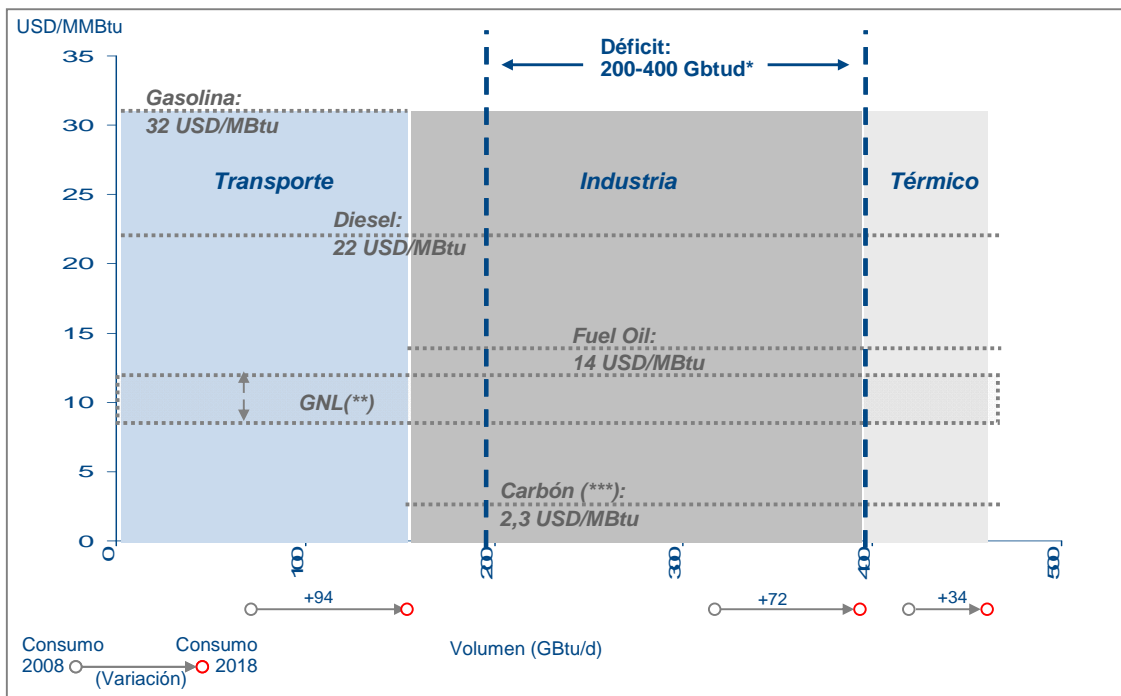 USD/MMBtu
Déficit:
200-400 Gbtud*
35
30
25
20
15
10
5
0
Gasolina:
32 USD/MBtu
Transporte
Industria
Térmico
Diesel:
22 USD/MBtu
Fuel Oil:
14 USD/MBtu
GNL(**)
Carbón (***):
2,3 USD/MBtu
0
100
200
300
400
500
+94
+72
+34
Volumen (GBtu/d)
Consumo
2008
Consumo
2018
(Variación)